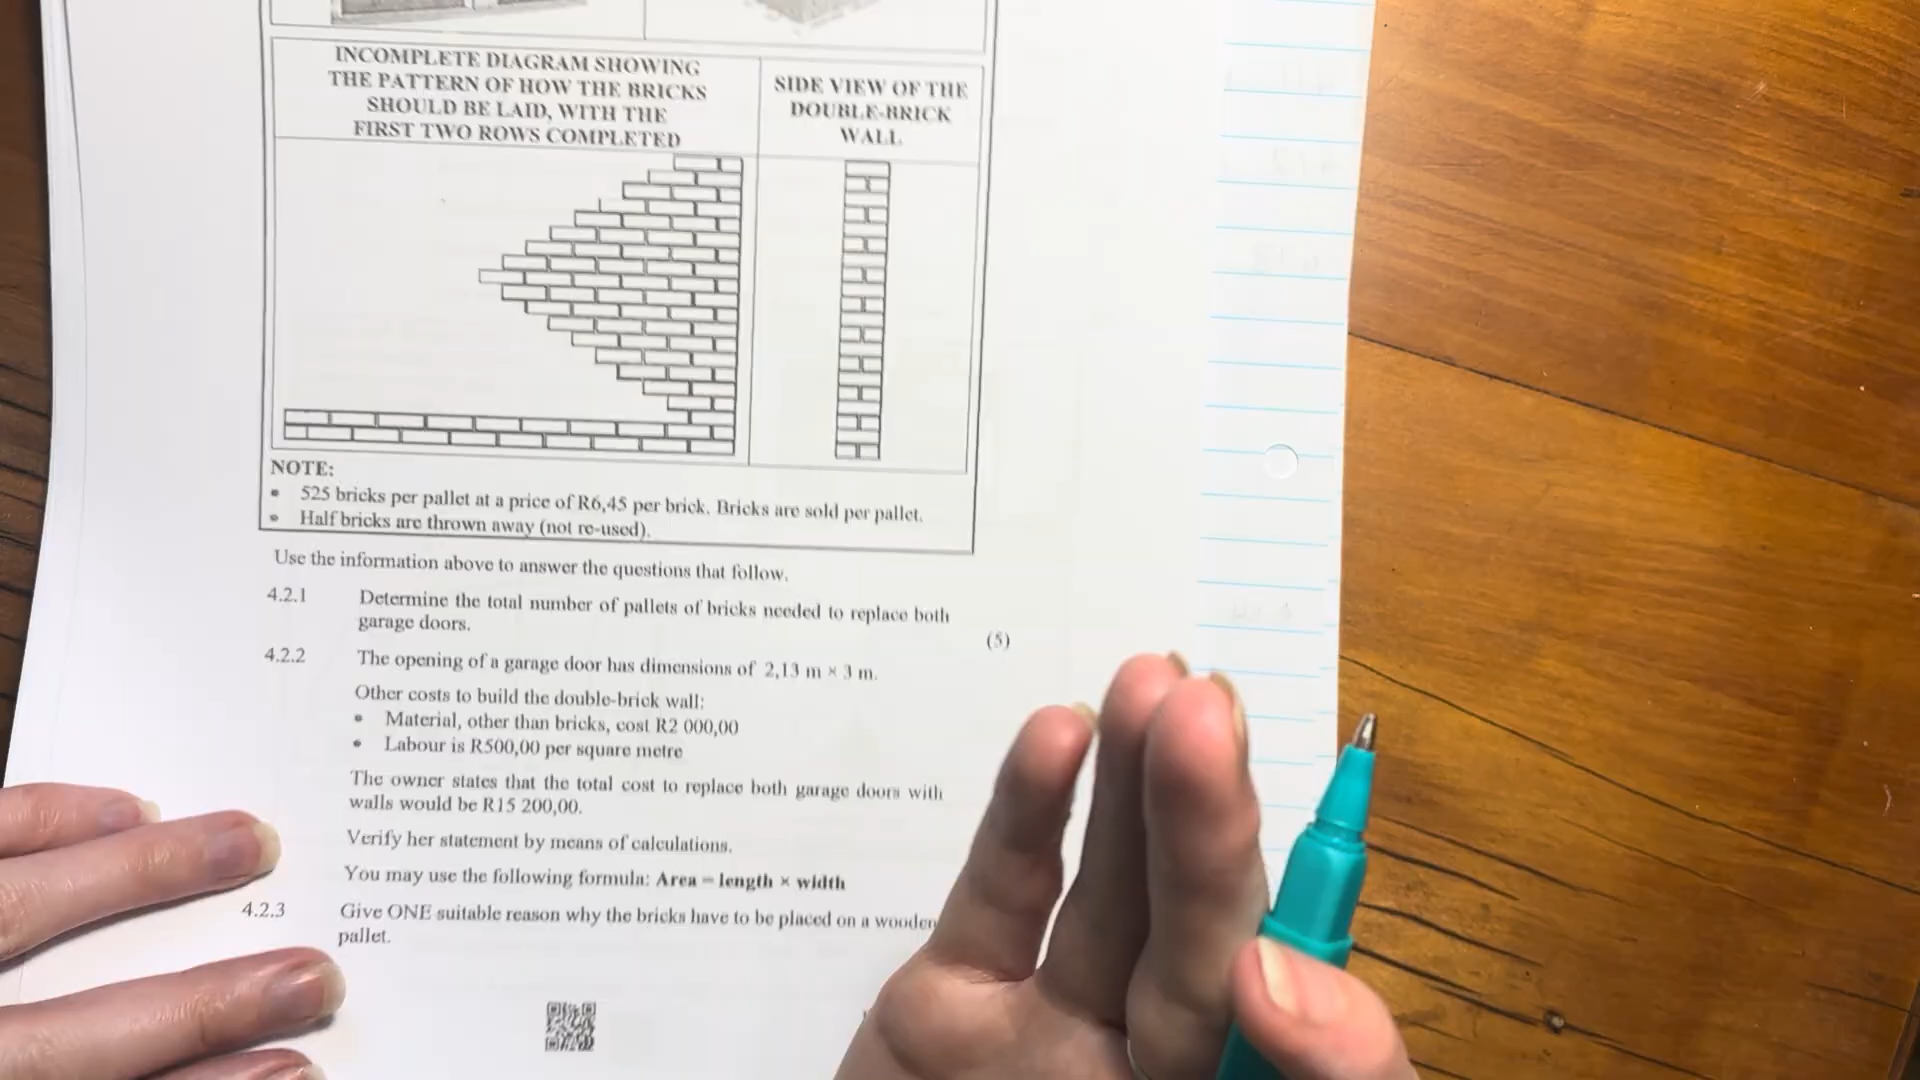 INCOMPLETE DIAGRAM SHOWING
THE PATTERN OF HOW THE BRICKS
SHOULD BE LAID, WITH THE
FIRST TWO ROWS COMPLETED
SIDE VIEW OF THE
DOUBLE-BRICK
WALL
NOTE:
• 525 bricks per pallet at a price of R6,45 per brick. Bricks are sold per pallet.
• Half bricks are thrown away (not re-used).
Use the information above to answer the questions that follow.
4.2.1 Determine the total number of pallets of bricks needed to replace both
garage doors. (5)
4.2.2 The opening of a garage door has dimensions of 2,13 m × 3 m.
Other costs to build the double-brick wall:
• Material, other than bricks, cost R2 000,00
• Labour is R500,00 per square metre
The owner states that the total cost to replace both garage doors with
walls would be R15 200,00.
Verify her statement by means of calculations.
You may use the following formula: Area = length × width
4.2.3 Give ONE suitable reason why the bricks have to be placed on a wooden
pallet.